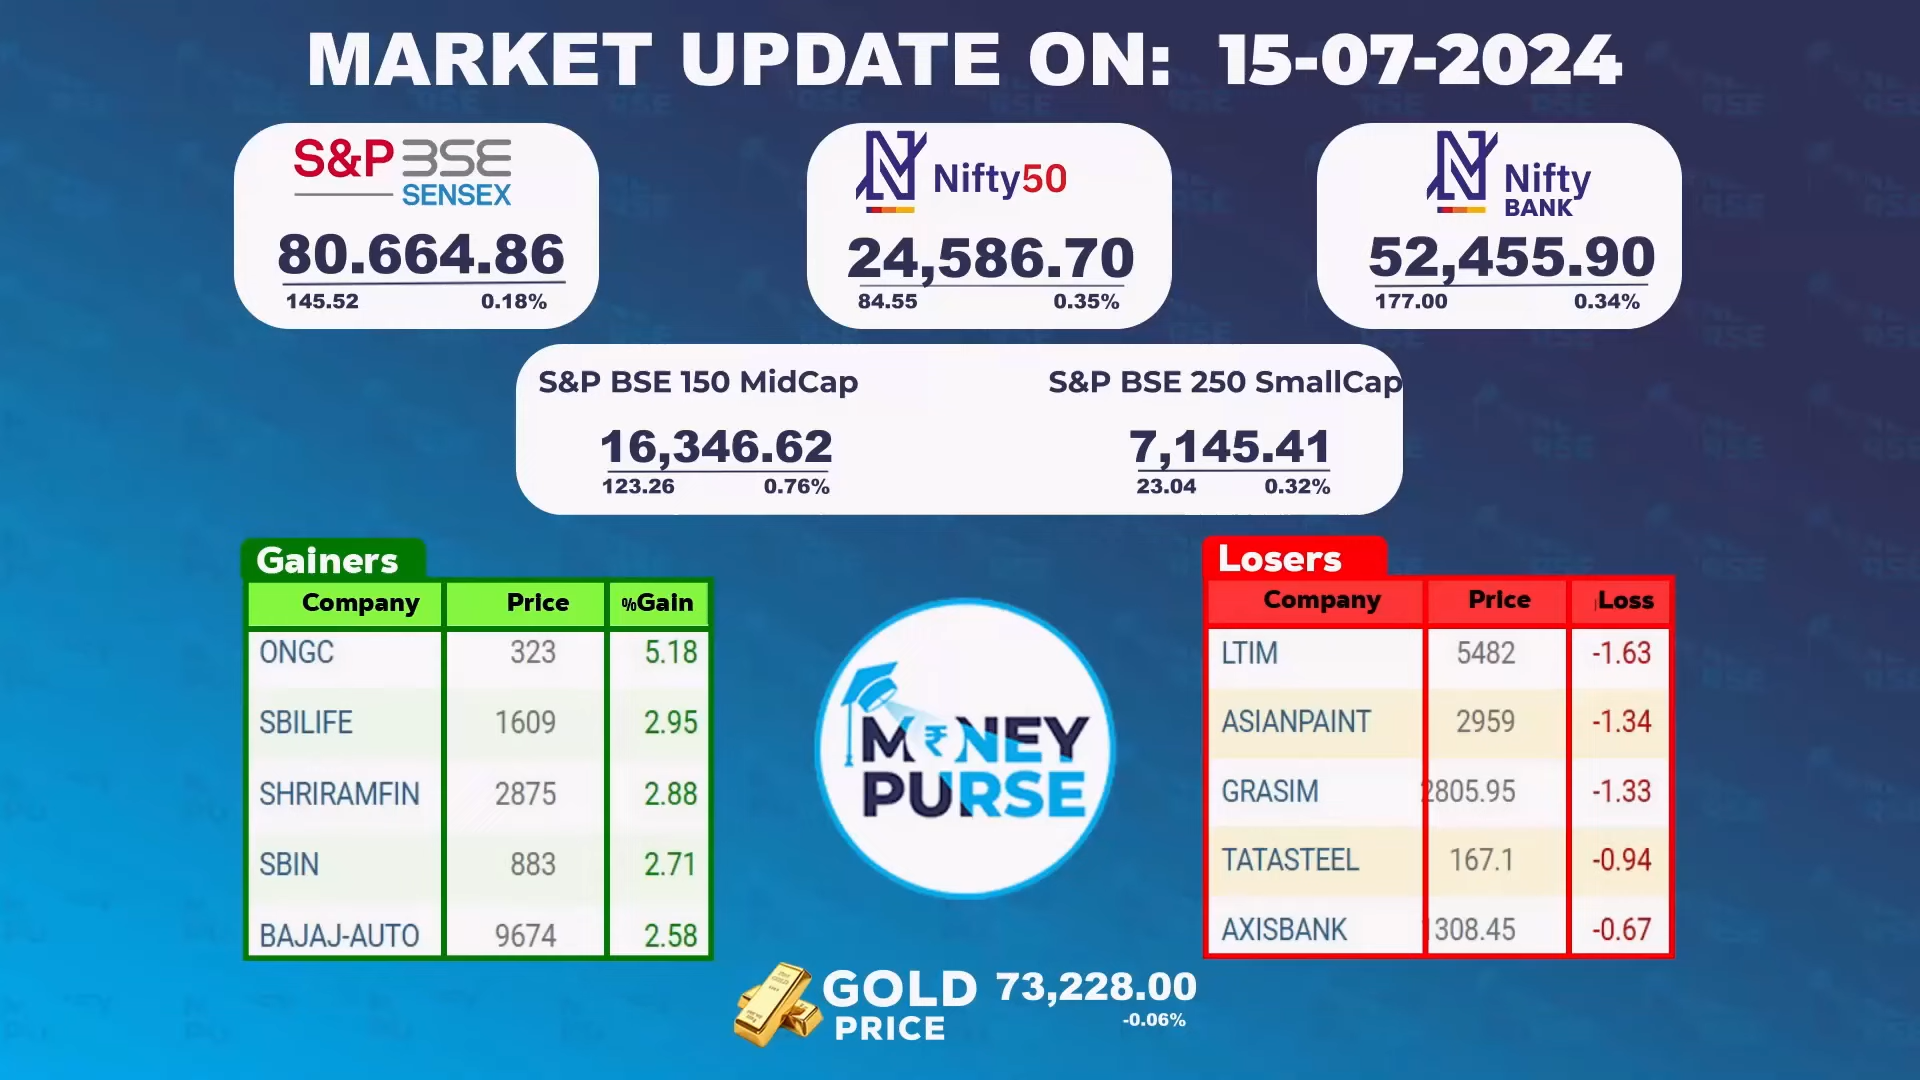 MARKET UPDATE ON: 15-07-2024
S&P BSE
SENSEX
80.664.86
145.52 0.18%
Nifty50
24,586.70
84.55 0.35%
Nifty
BANK
52,455.90
177.00 0.34%
S&P BSE 150 MidCap
16,346.62
123.26 0.76%
S&P BSE 250 SmallCap
7,145.41
23.04 0.32%
Gainers
Company Price %Gain
ONGC 323 5.18
SBILIFE 1609 2.95
SHRIRAMFIN 2875 2.88
SBIN 883 2.71
BAJAJ-AUTO 9674 2.58
MONEY
PURSE
Losers
Company Price Loss
LTIM 5482 -1.63
ASIANPAINT 2959 -1.34
GRASIM 2805.95 -1.33
TATASTEEL 167.1 -0.94
AXISBANK 308.45 -0.67
GOLD 73,228.00
PRICE -0.06%